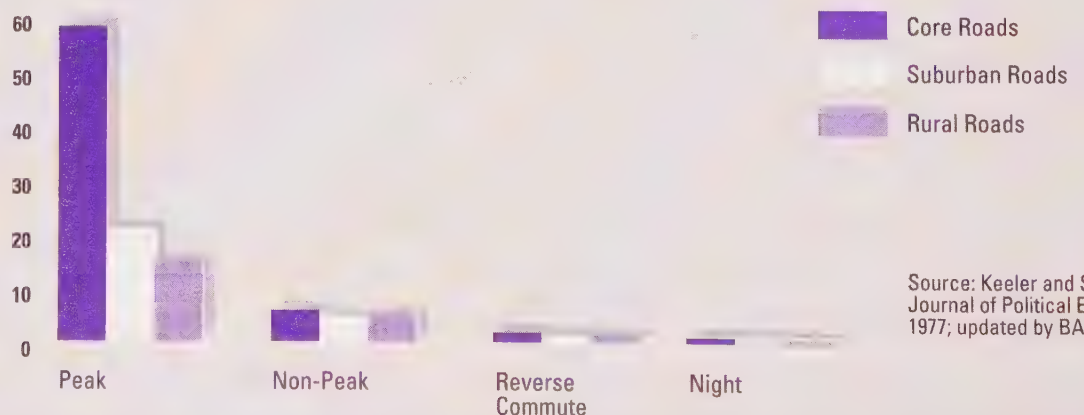 60
50
40
30
20
10
0
Peak
Non-Peak
Reverse
Commute
Night
Core Roads
Suburban Roads
Rural Roads
Source: Keeler and
Journal of Political
1977; updated by